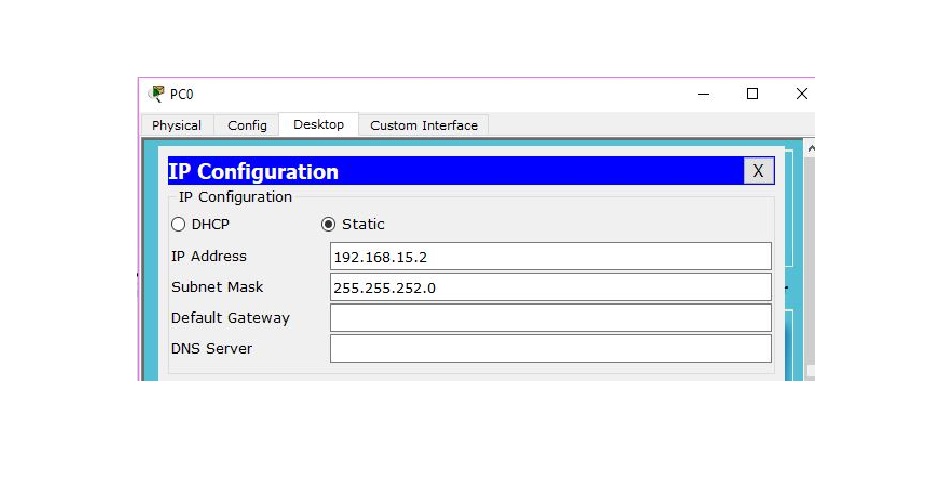 PC0
Physical Config Desktop Custom Interface
IP Configuration X
IP Configuration
DHCP Static
IP Address 192.168.15.2
Subnet Mask 255.255.252.0
Default Gateway
DNS Server